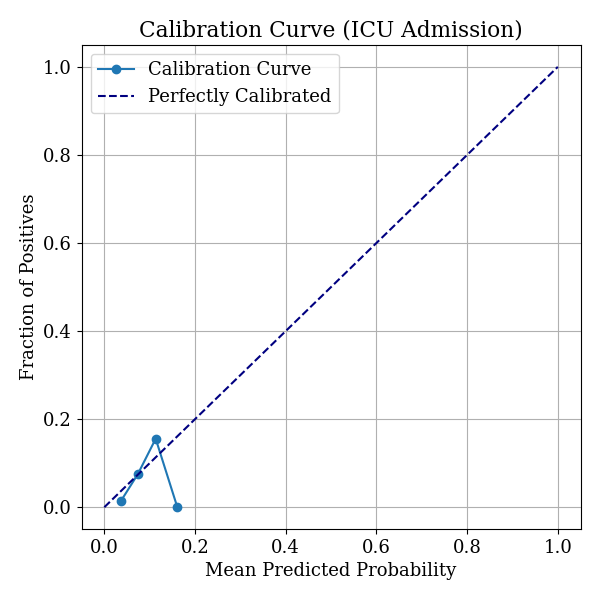 Calibration Curve (ICU Admission)
Calibration Curve
Perfectly Calibrated
Fraction of Positives
1.0
0.8
0.6
0.4
0.2
0.0
0.0 0.2 0.4 0.6 0.8 1.0
Mean Predicted Probability